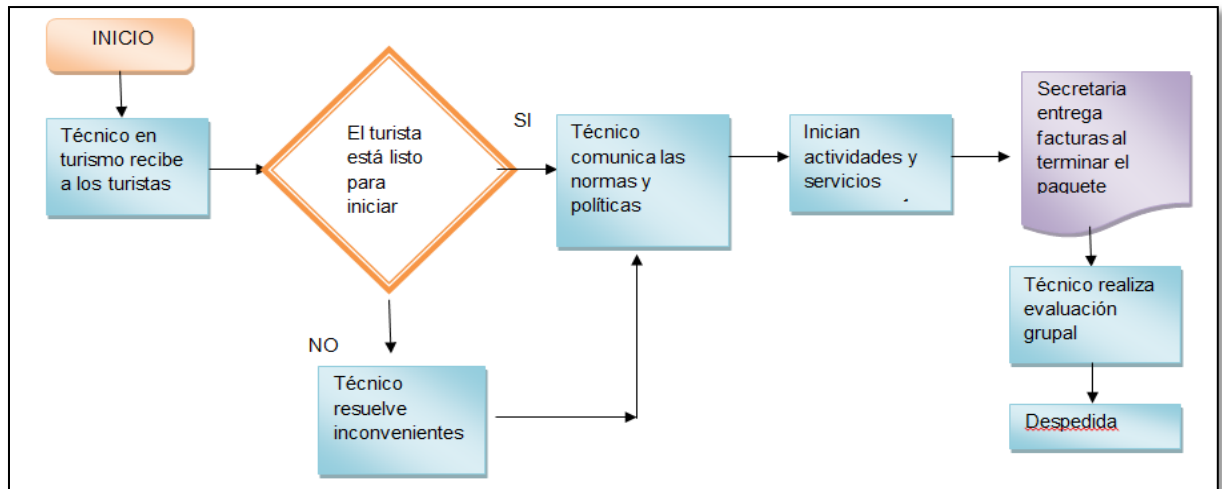 INICIO
Técnico en
turismo recibe
a los turistas
El turista
está listo
para
iniciar
SI
NO
Técnico
resuelve
inconvenientes
Técnico
comunica las
normas y
políticas
Inician
actividades y
servicios
Secretaria
entrega
facturas al
terminar el
paquete
Técnico realiza
evaluación
grupal
Despedida